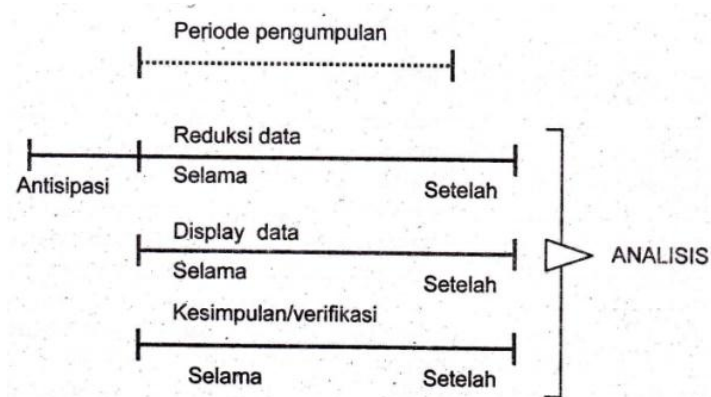 Periode pengumpulan
Reduksi data
Antisipasi
Selama
Setelah
Display data
Selama
Setelah
ANALISIS
Kesimpulan/verifikasi
Selama
Setelah